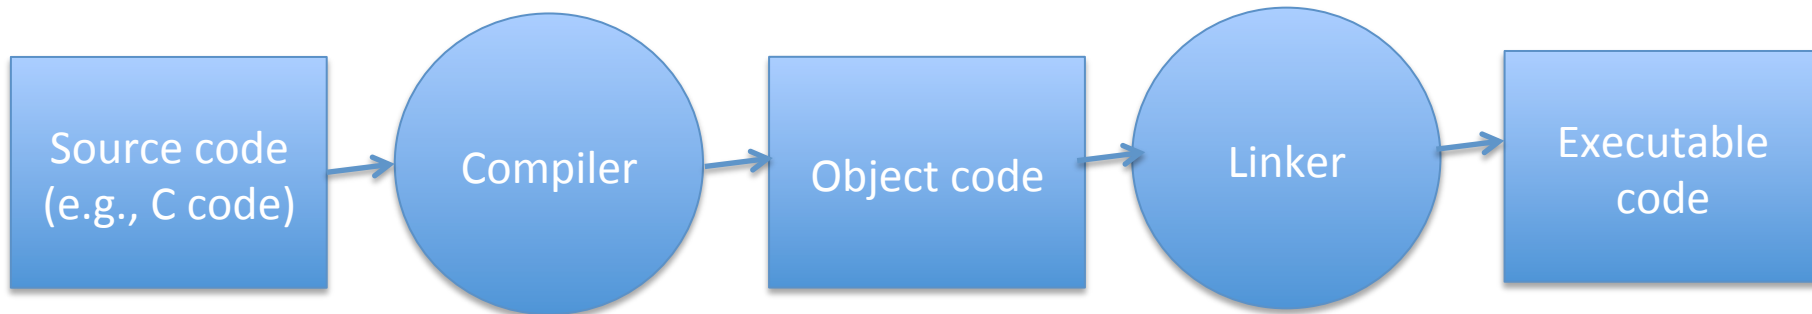 Source code
(e.g., C code)
Compiler
Object code
Linker
Executable
code